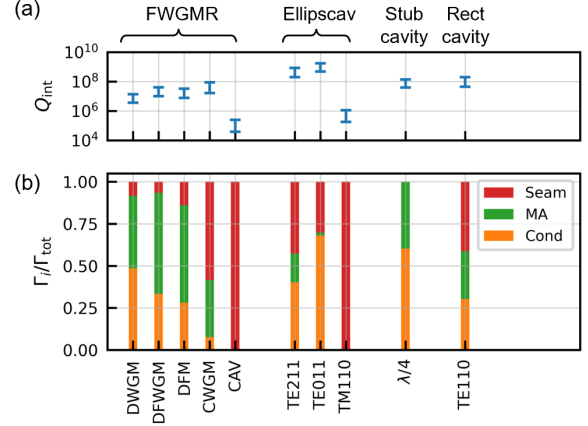 (a)
FWGMR
Ellipscav
Stub
cavity
Rect
cavity
Q_int
10^10
10^8
10^6
10^4
(b)
Γ_i/Γ_tot
1.00
0.75
0.50
0.25
0.00
Seam
MA
Cond
DWGM
DFWGM
DFM
CWGM
CAV
TE211
TE011
TM110
λ/4
TE110